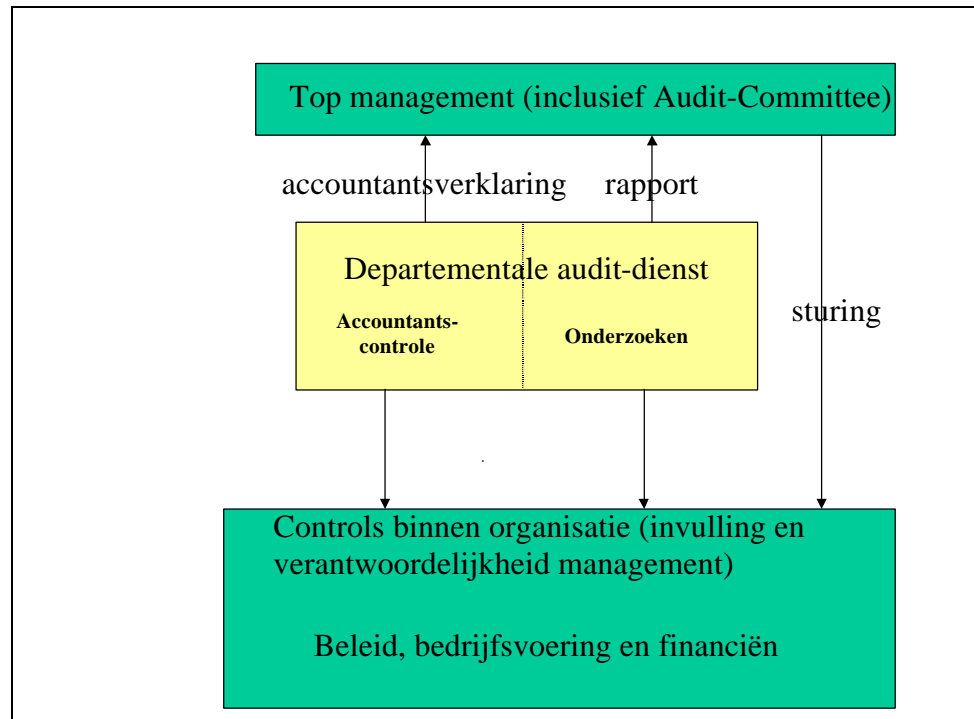 Top management (inclusief Audit-Committee)
accountantsverklaring
rapport
Departementale audit-dienst
Accountants-
controle
Onderzoeken
sturing
Controls binnen organisatie (invulling en
verantwoordelijkheid management)
Beleid, bedrijfsvoering en financiën